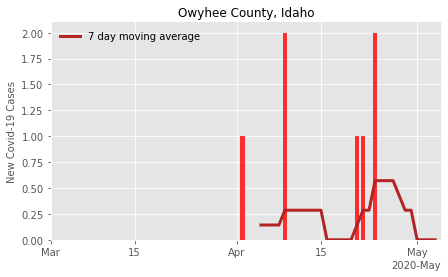 Owyhee County, Idaho
7 day moving average
New Covid-19 Cases
2.00
1.75
1.50
1.25
1.00
0.75
0.50
0.25
0.00
Mar 15 Apr 15 May
2020-May